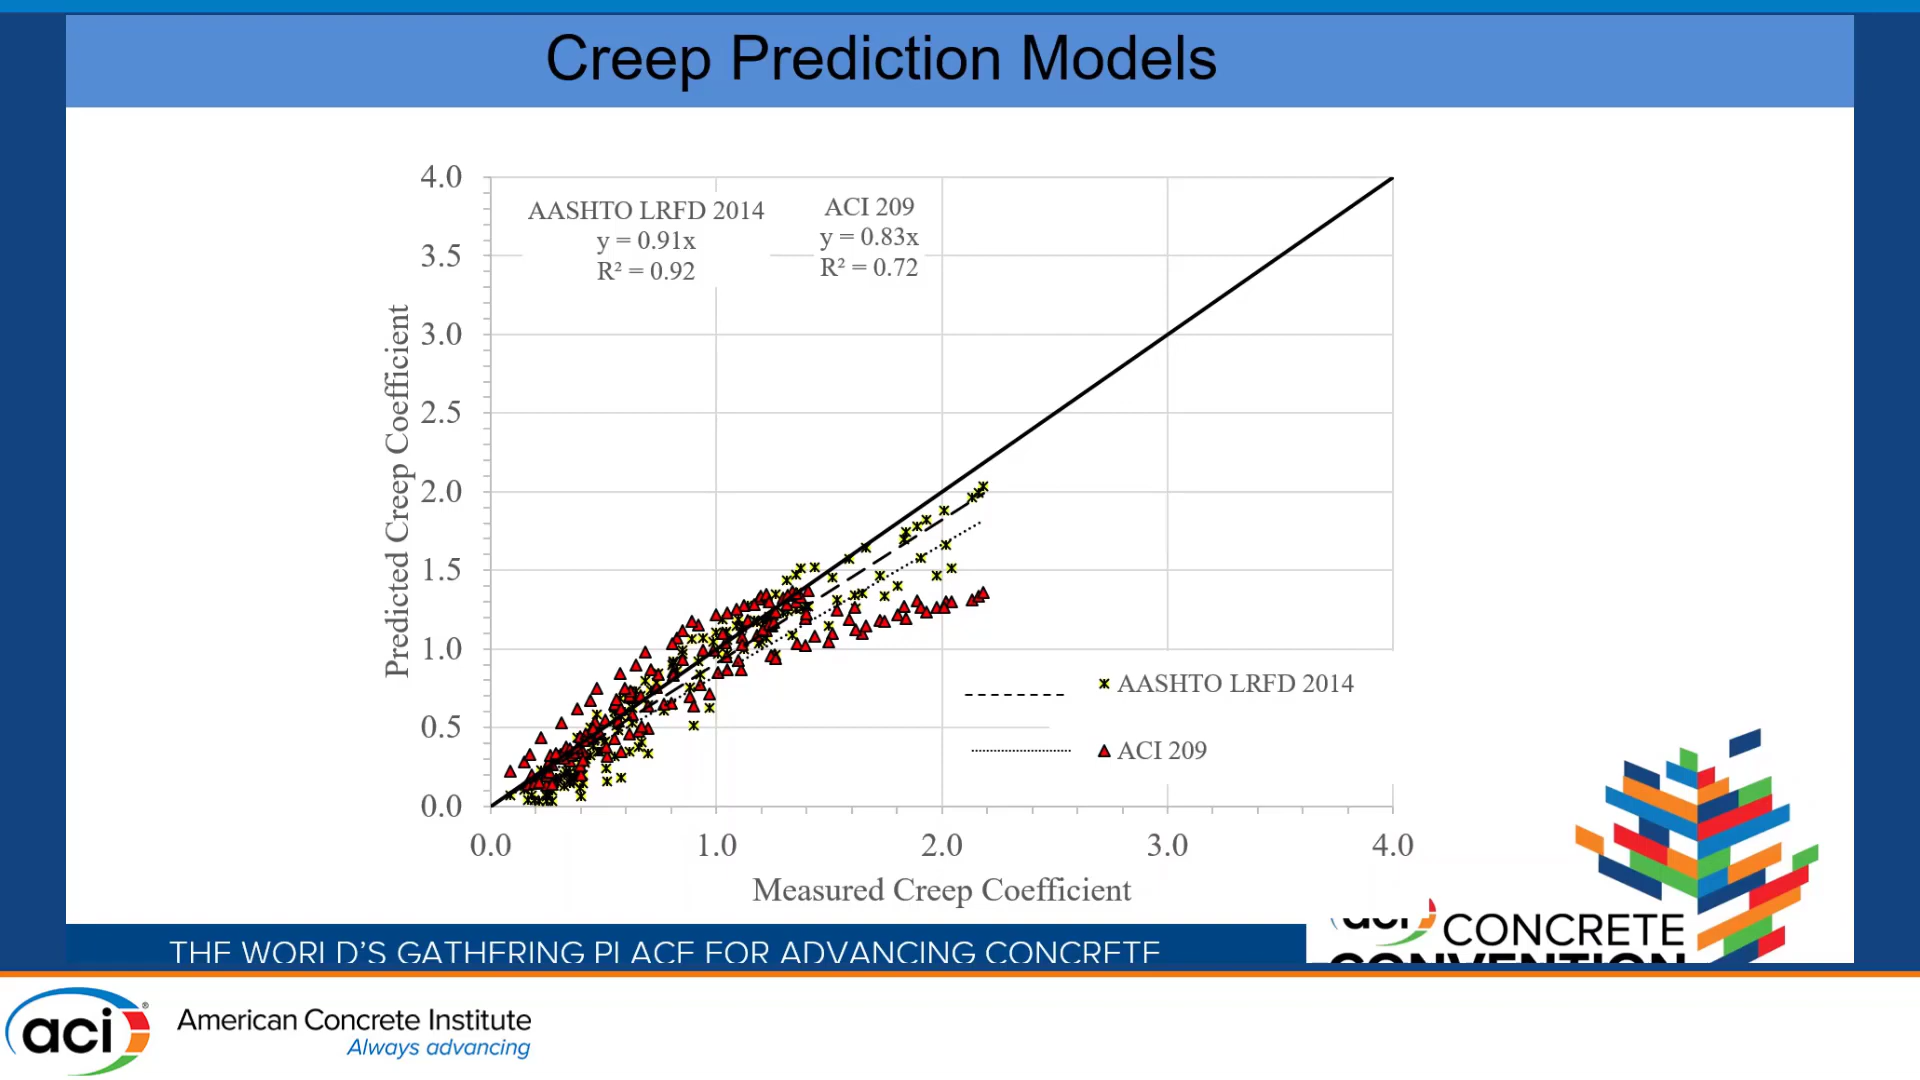 Creep Prediction Models
4.0
3.5
3.0
2.5
2.0
1.5
1.0
0.5
0.0
Predicted Creep Coefficient
AASHTO LRFD 2014
y = 0.91x
R² = 0.92
ACI 209
y = 0.83x
R² = 0.72
AASHTO LRFD 2014
ACI 209
0.0 1.0 2.0 3.0 4.0
Measured Creep Coefficient
THE WORLD'S GATHERING PLACE FOR ADVANCING CONCRETE
aci CONCRETE
CONVENTION
aci®
American Concrete Institute
Always advancing